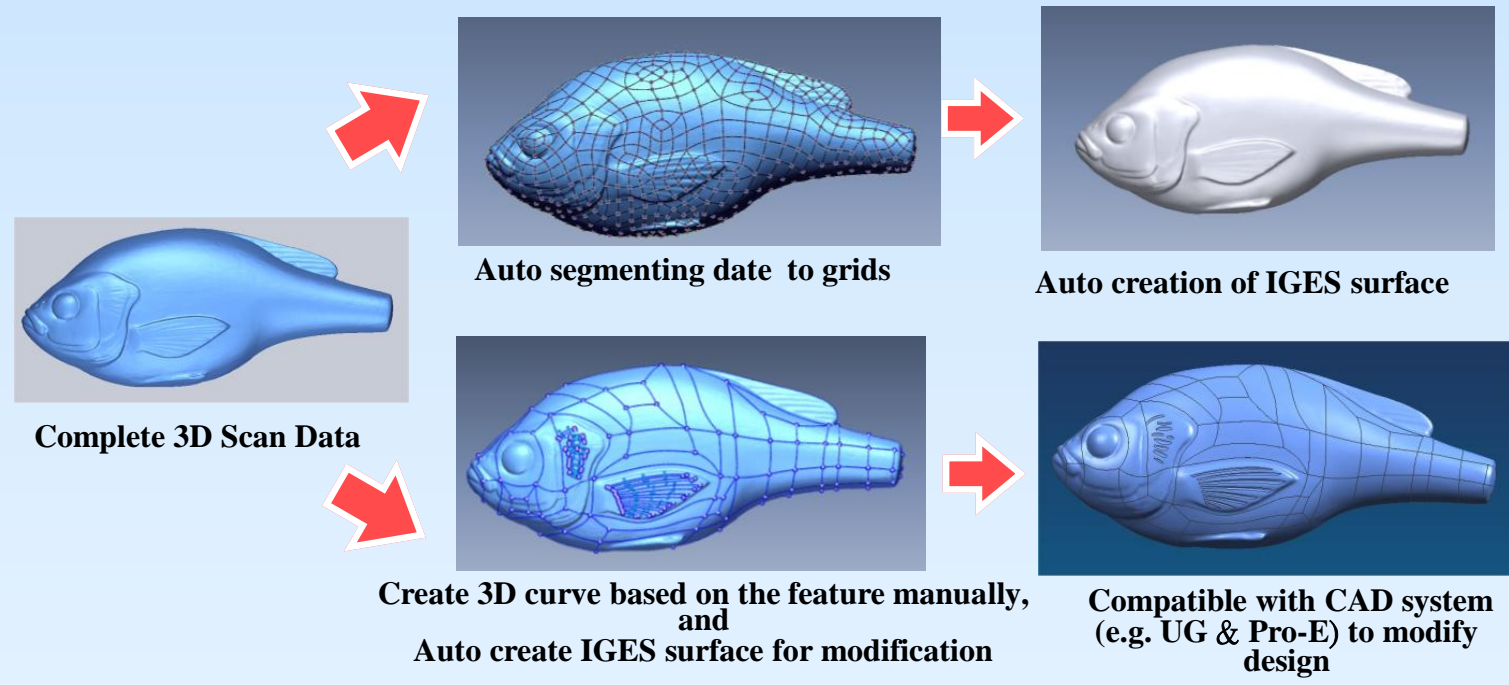 Auto segmenting date to grids
Auto creation of IGES surface
Complete 3D Scan Data
Create 3D curve based on the feature manually,
and
Auto create IGES surface for modification
Compatible with CAD system
(e.g. UG & Pro-E) to modify
design